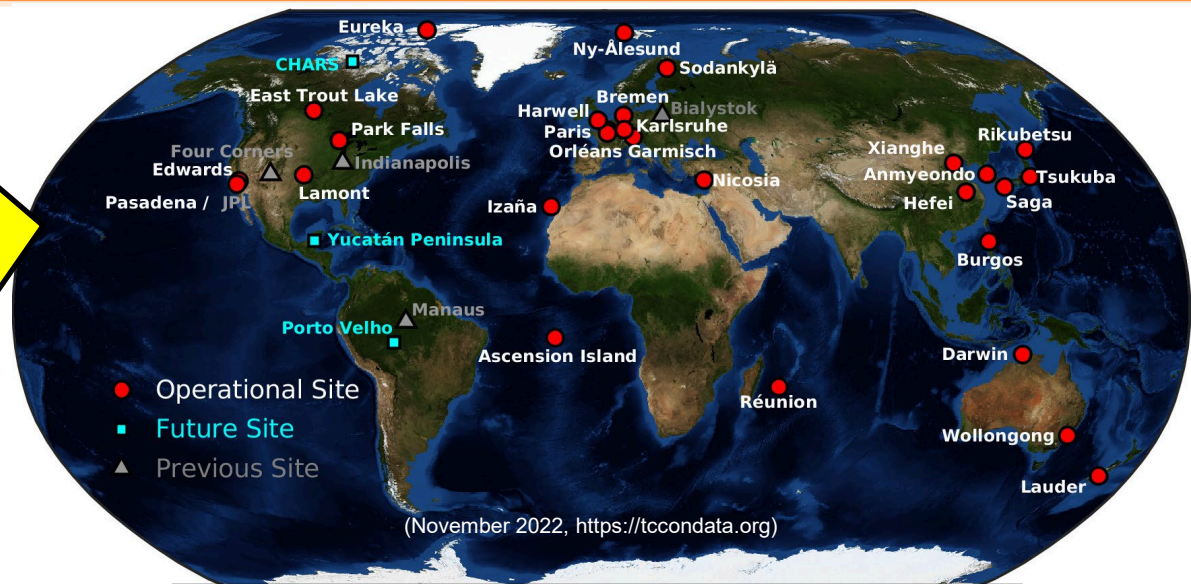 Eureka
Ny-Ålesund
CHARS
Sodankylä
East Trout Lake
Bremen
Harwell
Bialystok
Park Falls
Paris
Karlsruhe
Rikubetsu
Four Corners
Indianapolis
Orléans Garmisch
Xianghe
Edwards
Anmyeondo
Tsukuba
Lamont
Nicosia
Pasadena / JPL
Izaña
Hefei
Saga
Yucatán Peninsula
Burgos
Manaus
Porto Velho
Ascension Island
Darwin
Operational Site
Réunion
Future Site
Wollongong
Previous Site
Lauder
(November 2022, https://tccondata.org)